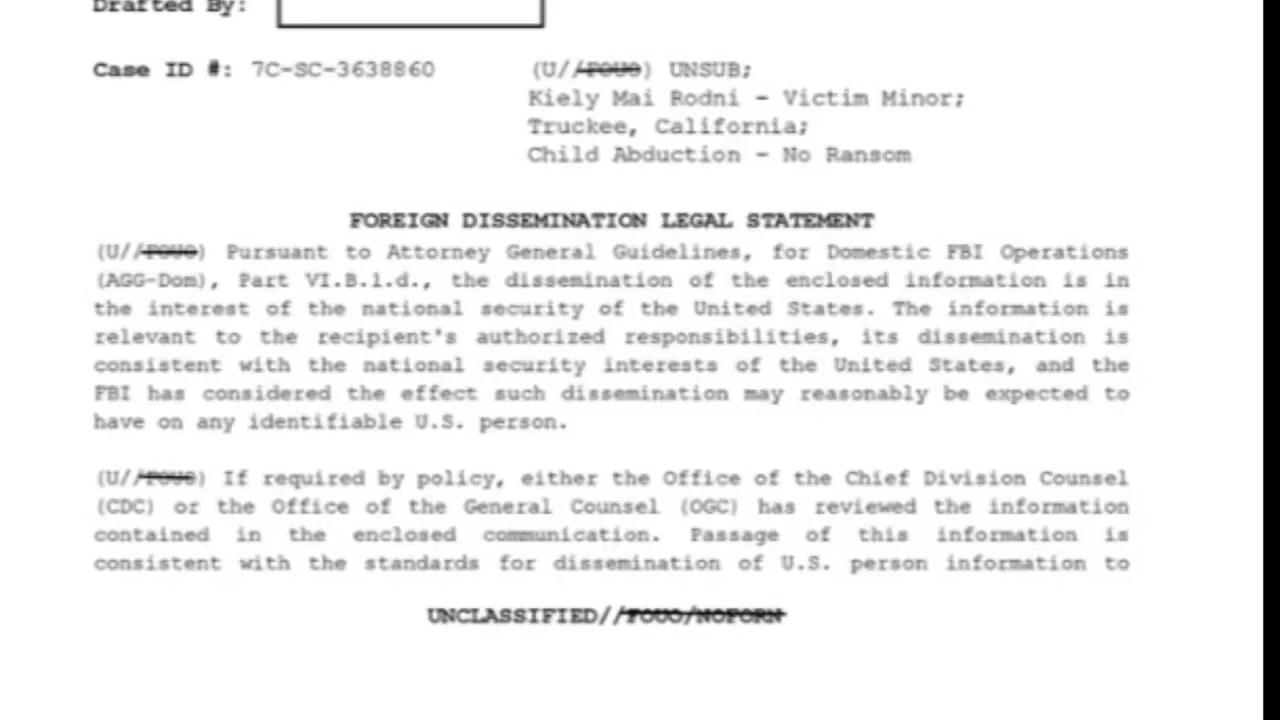 Drafted By:
Case ID #: 7C-SC-3638860 (U//FOUO) UNSUB;
Kiely Mai Rodni - Victim Minor;
Truckee, California;
Child Abduction - No Ransom
FOREIGN DISSEMINATION LEGAL STATEMENT
(U//FOUO) Pursuant to Attorney General Guidelines, for Domestic FBI Operations
(AGG-Dom), Part VI.B.1.d., the dissemination of the enclosed information is in
the interest of the national security of the United States. The information is
relevant to the recipient's authorized responsibilities, its dissemination is
consistent with the national security interests of the United States, and the
FBI has considered the effect such dissemination may reasonably be expected to
have on any identifiable U.S. person.
(U//FOUO) If required by policy, either the Office of the Chief Division Counsel
(CDC) or the Office of the General Counsel (OGC) has reviewed the information
contained in the enclosed communication. Passage of this information is
consistent with the standards for dissemination of U.S. person information to
UNCLASSIFIED//FOUO/NOFORN